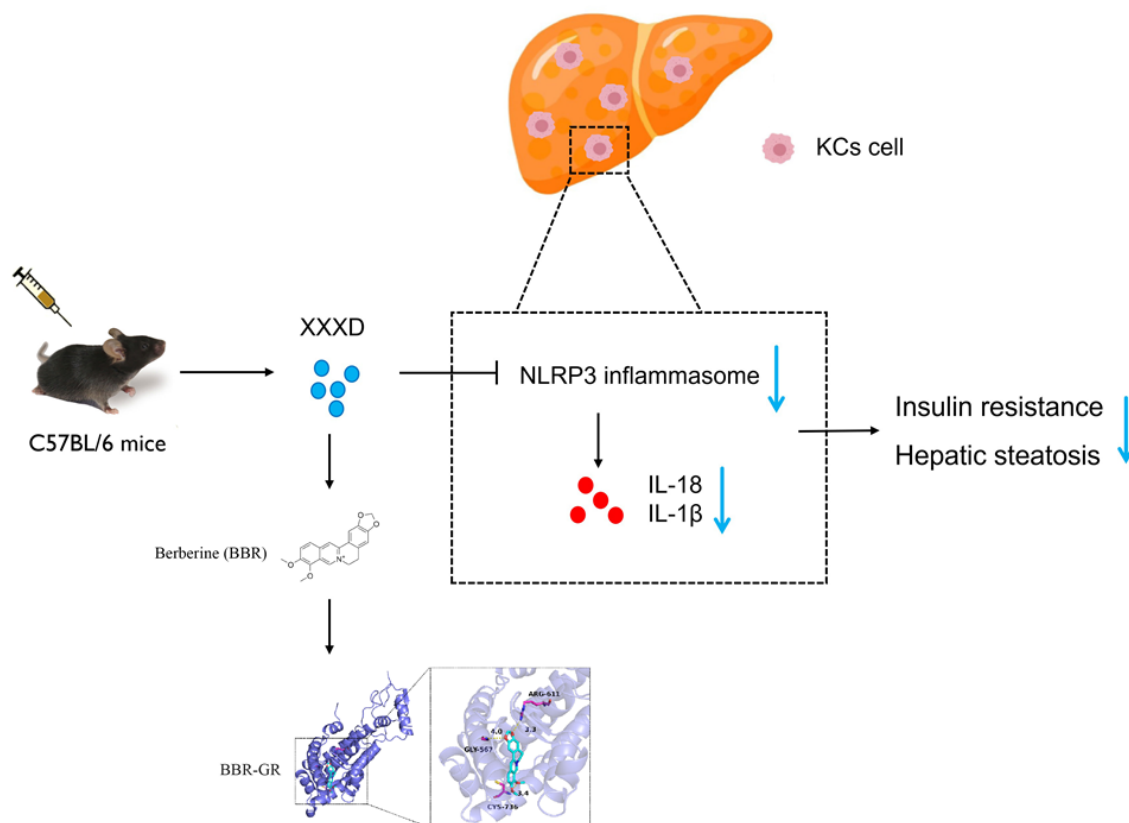 KCs cell
XXXD
NLRP3 inflammasome
C57BL/6 mice
Insulin resistance
Hepatic steatosis
IL-18
IL-1β
Berberine (BBR)
O
O
O
O
N+
BBR-GR
ARG-611
4.0
3.3
GLY-567
3.4
CYS-736